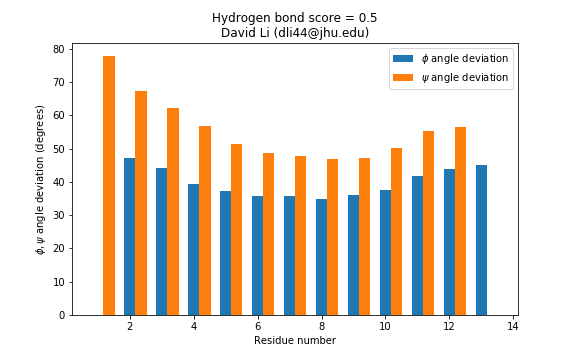 Hydrogen bond score = 0.5
David Li (dli44@jhu.edu)
ϕ angle deviation
ψ angle deviation
ϕ, ψ angle deviation (degrees)
80
70
60
50
40
30
20
10
0
2 4 6 8 10 12 14
Residue number